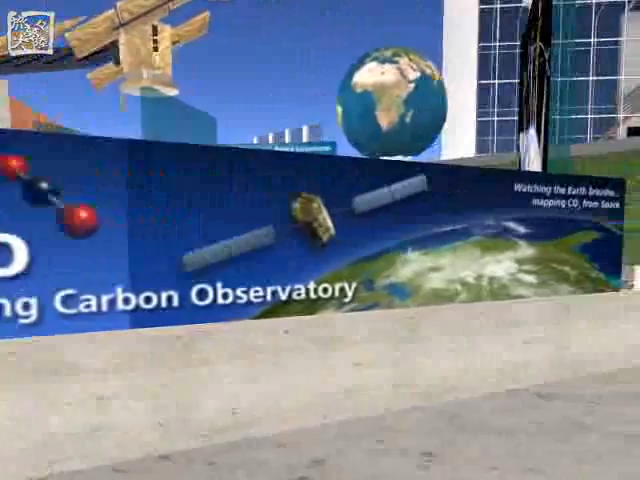 Watching the Earth breathe...
mapping CO₂ from Space
O
ng Carbon Observatory